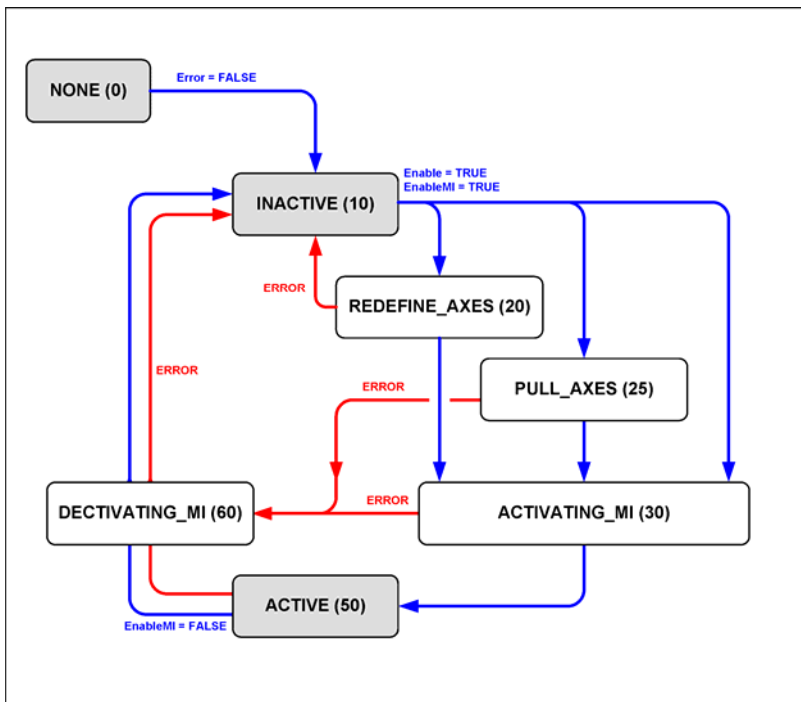 Error = FALSE
NONE (0)
Enable = TRUE
EnableMI = TRUE
INACTIVE (10)
ERROR
REDEFINE_AXES (20)
ERROR
PULL_AXES (25)
ERROR
ERROR
DECTIVATING_MI (60)
ACTIVATING_MI (30)
ACTIVE (50)
EnableMI = FALSE